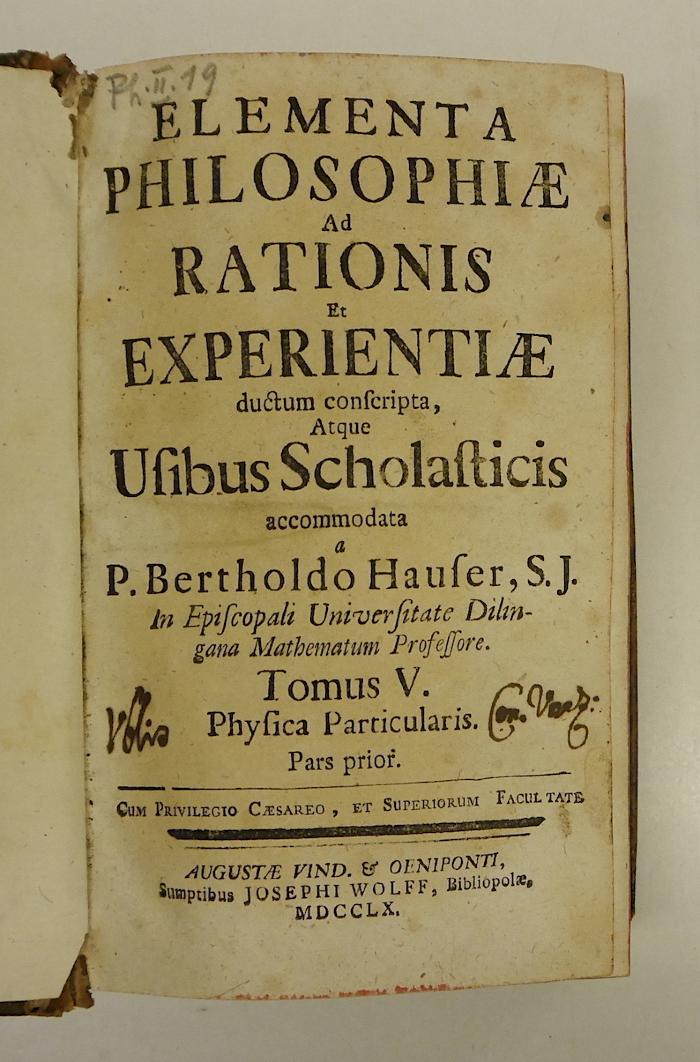 Ph. II. 19
ELEMENTA
PHILOSOPHIÆ
Ad
RATIONIS
Et
EXPERIENTIÆ
ductum conſcripta,
Atque
Uſibus Scholaſticis
accommodata
a
P. Bertholdo Hauſer, S. J.
In Epiſcopali Univerſitate Dilin-
gana Mathematum Profeſſore.
Tomus V.
Phyſica Particularis.
Pars prior.
CUM PRIVILEGIO CÆSAREO, ET SUPERIORUM FACULTATE.
AUGUSTÆ VIND. & OENIPONTI,
Sumptibus JOSEPHI WOLFF, Bibliopolæ,
MDCCLX.